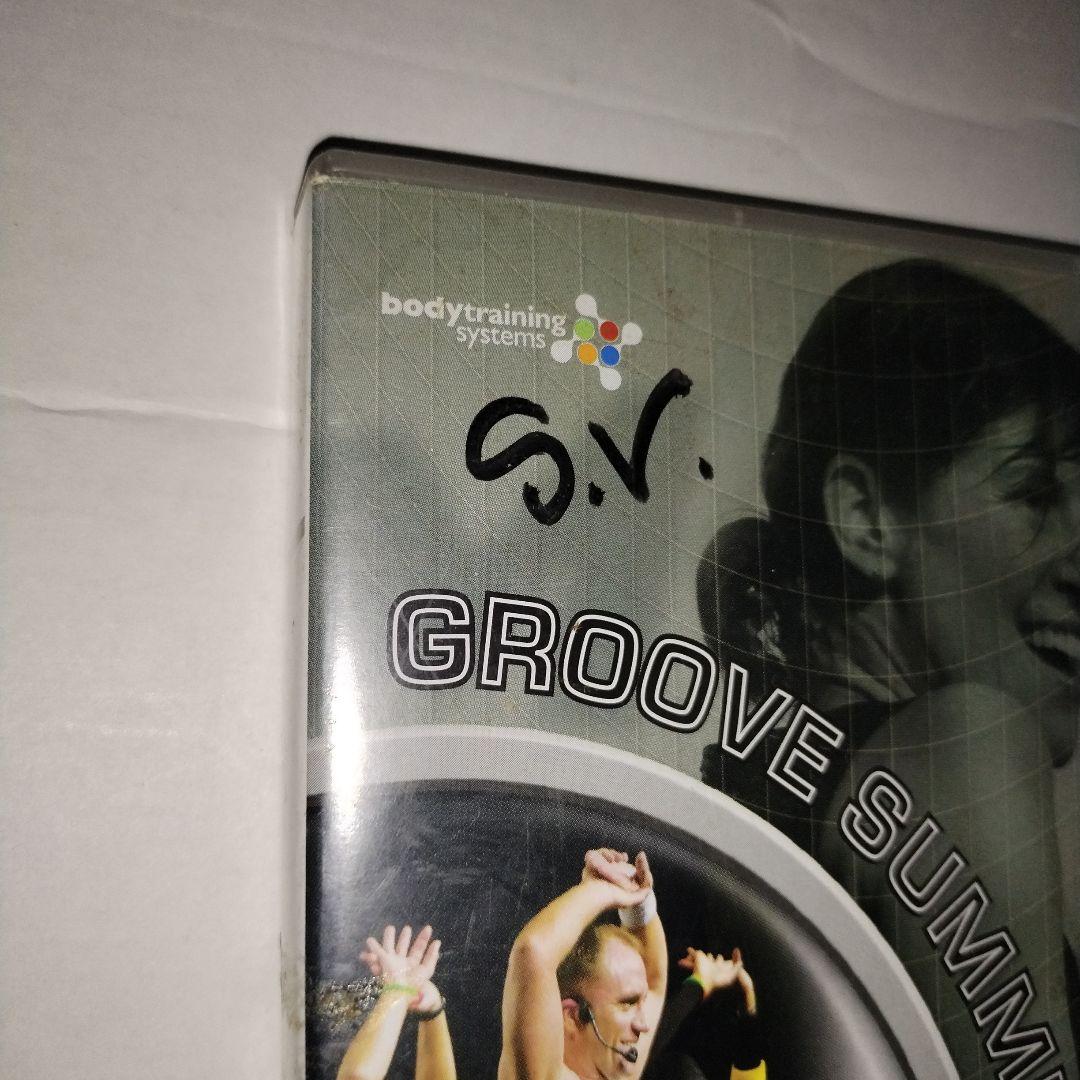 bodytraining
systems
S.V.
GROOVE SUMM